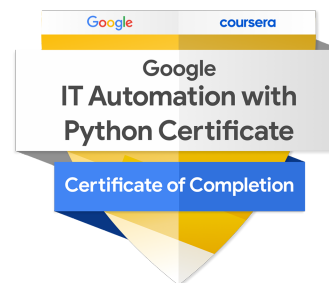 Google coursera
Google
IT Automation with
Python Certificate
Certificate of Completion